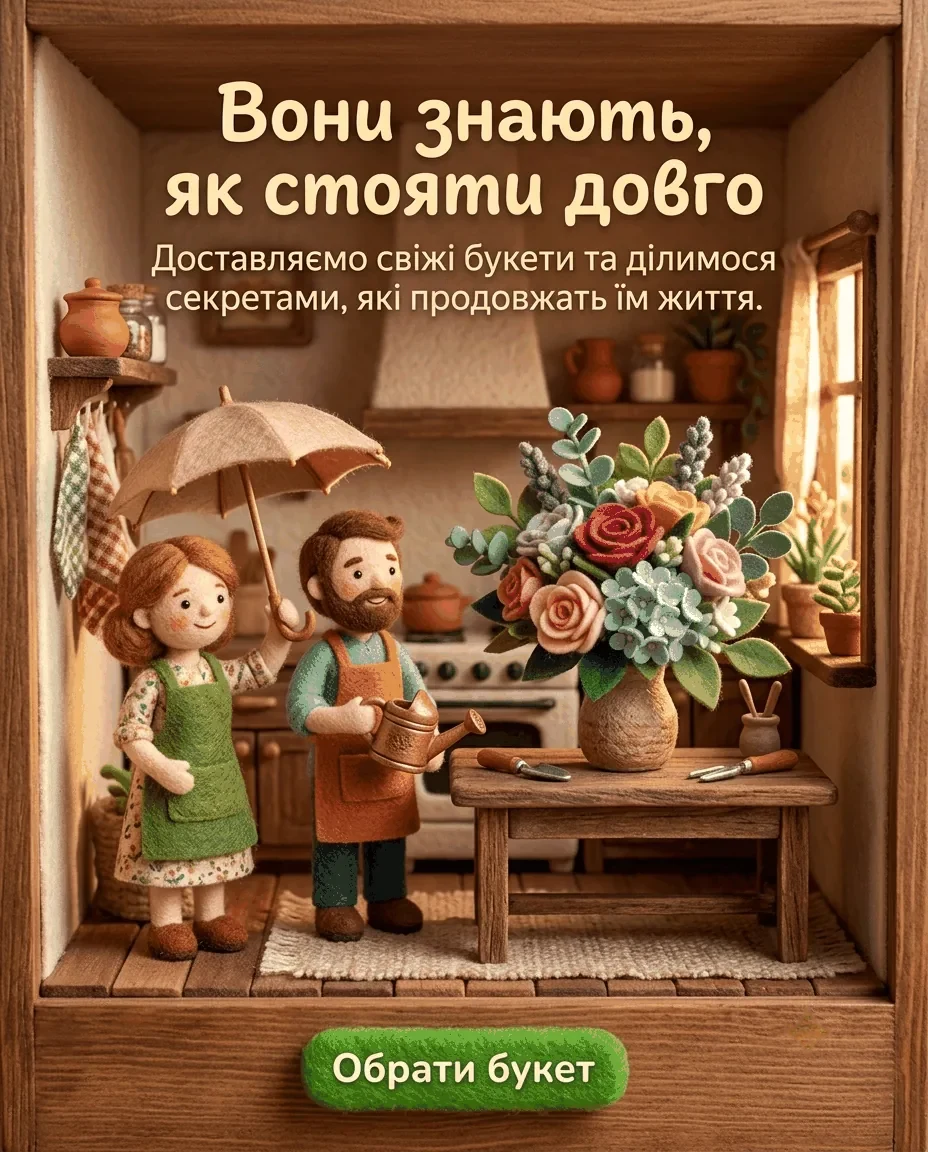 Вони знають,
як стояти довго
Доставляємо свіжі букети та ділимося
секретами, які продовжать їм життя.
Обрати букет